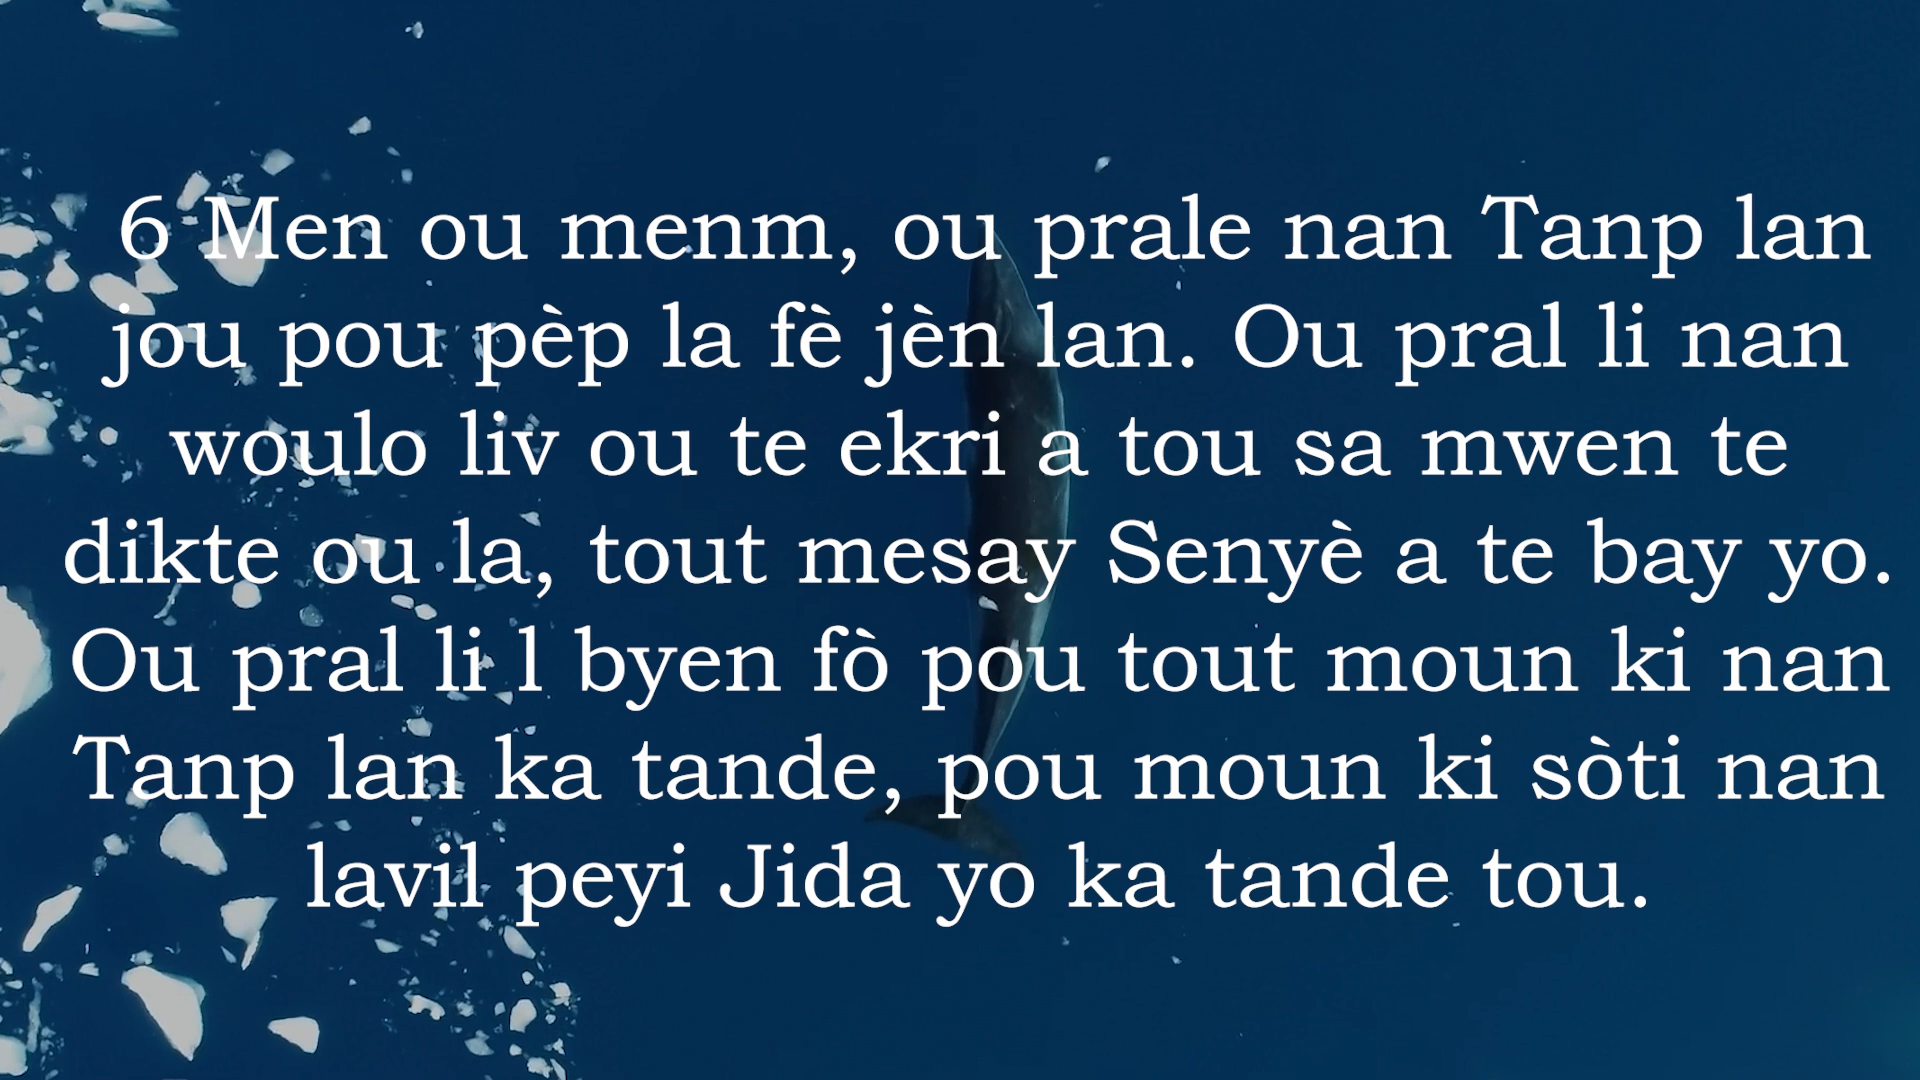 6 Men ou menm, ou prale nan Tanp lan
jou pou pèp la fè jèn lan. Ou pral li nan
woulo liv ou te ekri a tou sa mwen te
dikte ou la, tout mesay Senyè a te bay yo.
Ou pral li l byen fò pou tout moun ki nan
Tanp lan ka tande, pou moun ki sòti nan
lavil peyi Jida yo ka tande tou.